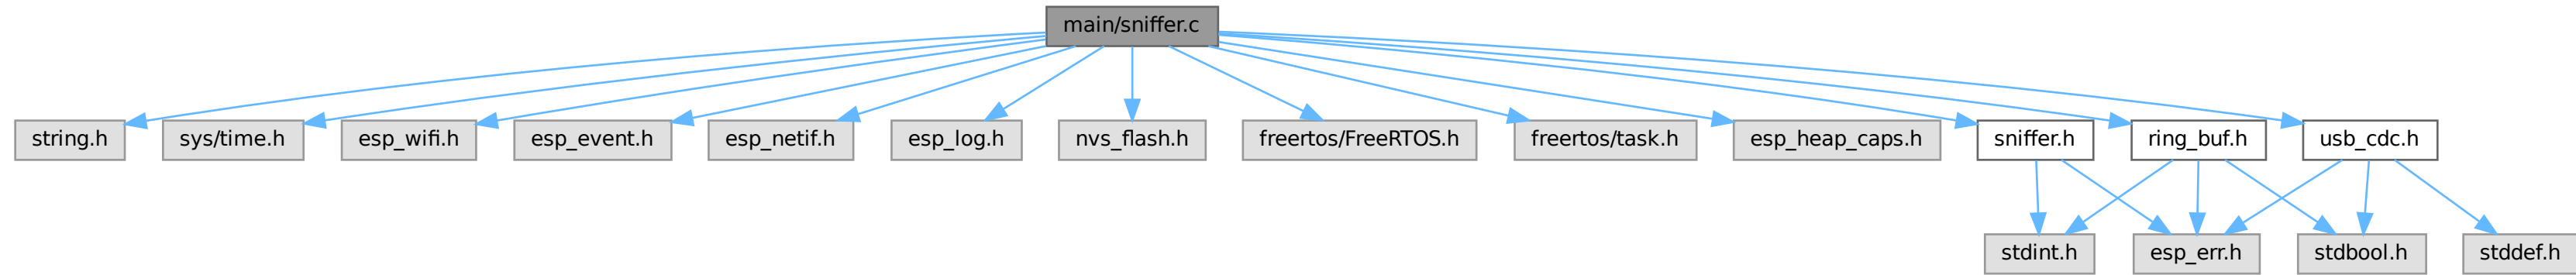 main/sniffer.c
string.h
sys/time.h
esp_wifi.h
esp_event.h
esp_netif.h
esp_log.h
nvs_flash.h
freertos/FreeRTOS.h
freertos/task.h
esp_heap_caps.h
sniffer.h
ring_buf.h
usb_cdc.h
stdint.h
esp_err.h
stdbool.h
stddef.h